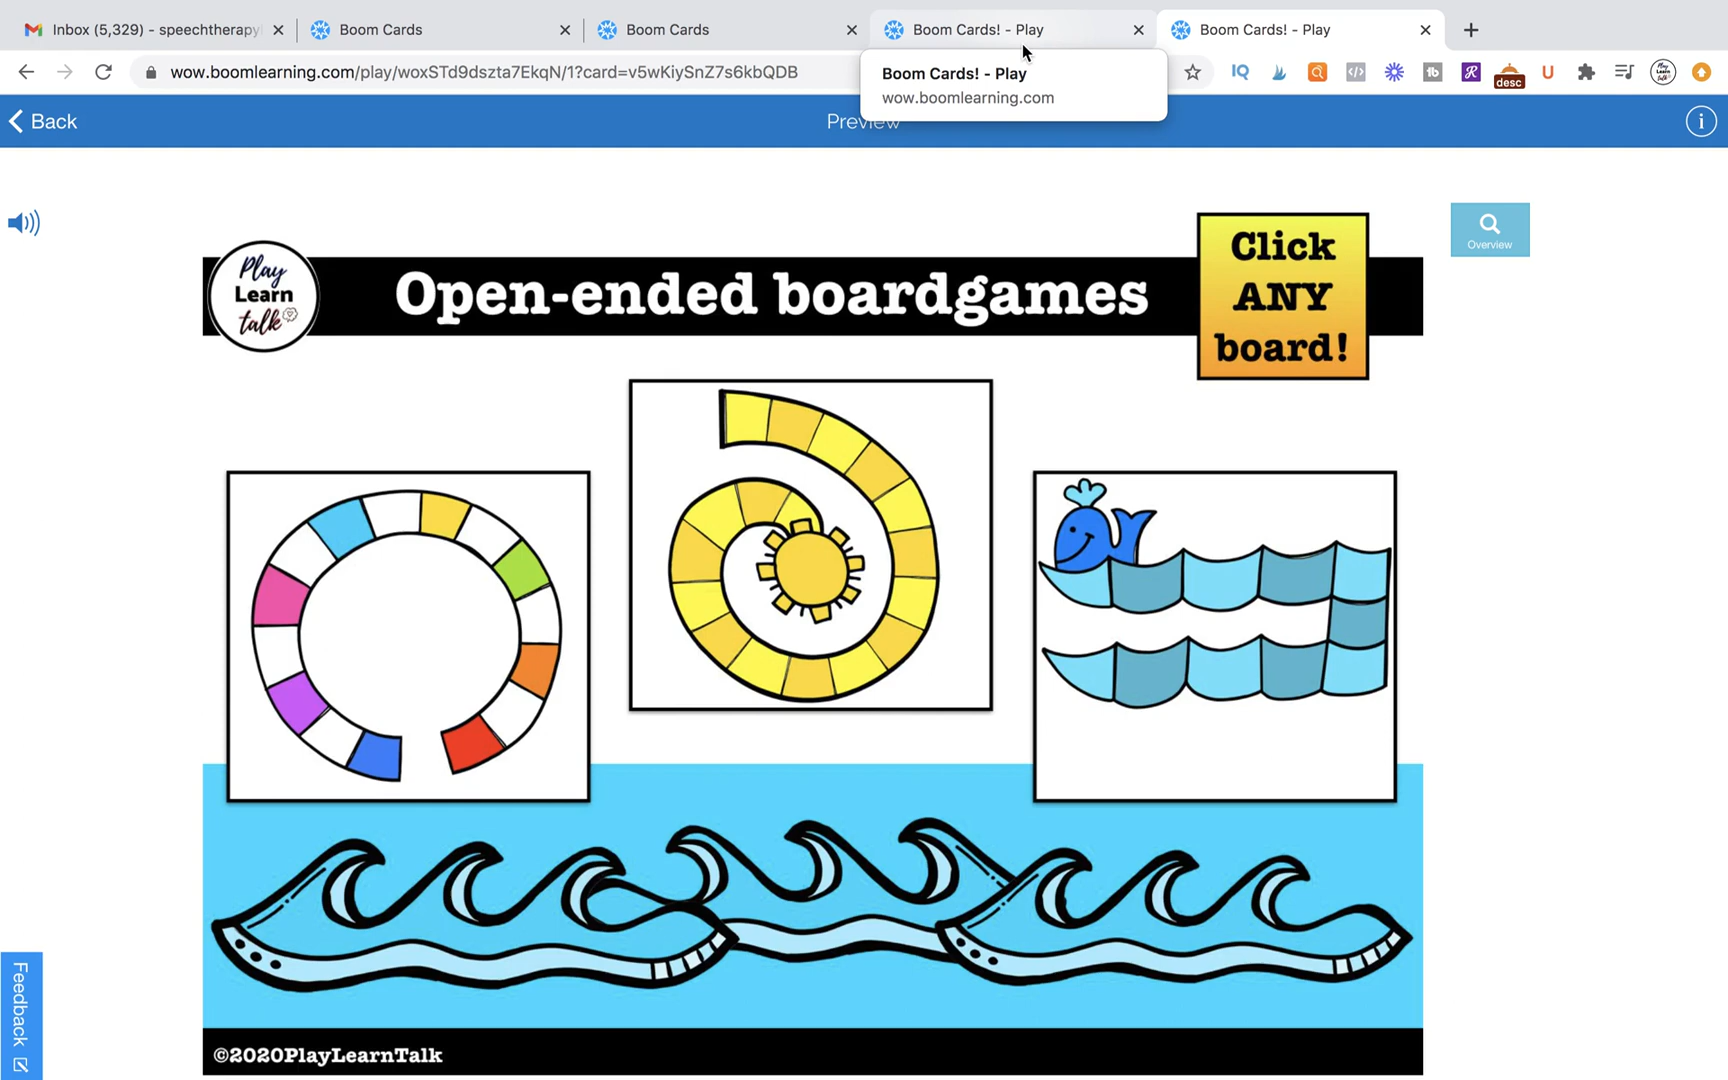 Inbox (5,329) - speechtherapy
Boom Cards
Boom Cards
Boom Cards! - Play
Boom Cards! - Play
wow.boomlearning.com/play/woxSTd9dszta7EkqN/1?card=v5wKiySnZ7s6kbQDB
IQ
tb
R
desc
U
Boom Cards! - Play
wow.boomlearning.com
Back
Preview
i
Overview
Play
Learn
talk
Open-ended boardgames
Click
ANY
board!
Feedback
©2020PlayLearnTalk